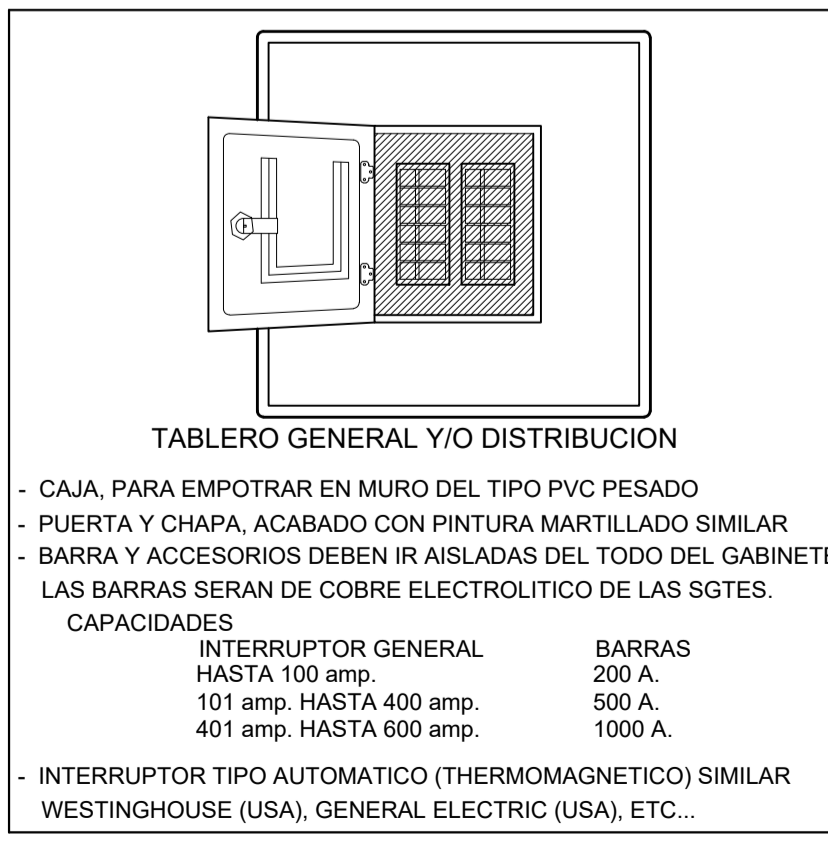 TABLERO GENERAL Y/O DISTRIBUCION
- CAJA, PARA EMPOTRAR EN MURO DEL TIPO PVC PESADO
- PUERTA Y CHAPA, ACABADO CON PINTURA MARTILLADO SIMILAR
- BARRA Y ACCESORIOS DEBEN IR AISLADAS DEL TODO DEL GABINETE
LAS BARRAS SERAN DE COBRE ELECTROLITICO DE LAS SGTES.
CAPACIDADES
INTERRUPTOR GENERAL BARRAS
HASTA 100 amp. 200 A.
101 amp. HASTA 400 amp. 500 A.
401 amp. HASTA 600 amp. 1000 A.
- INTERRUPTOR TIPO AUTOMATICO (THERMOMAGNETICO) SIMILAR
WESTINGHOUSE (USA), GENERAL ELECTRIC (USA), ETC...